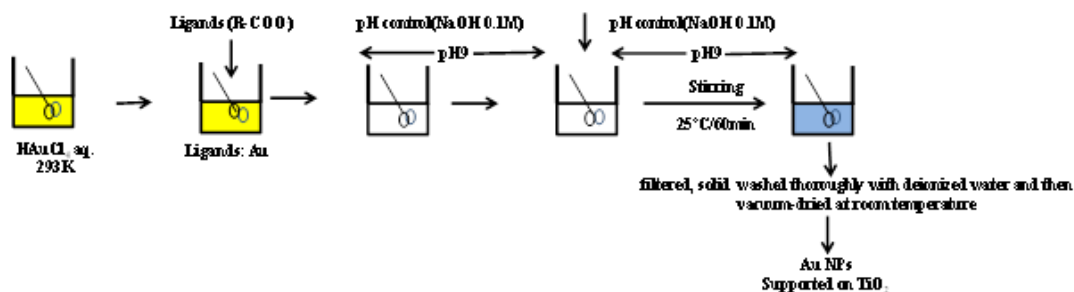 Ligands (R-COO)
pH control(NaOH 0.1M)
pH9
pH control(NaOH 0.1M)
pH9
Stirring
25°C/60min
HAuCl, aq.
293K
Ligands: Au
filtered, solid washed thoroughly with deionized water and then
vacuum-dried at room temperature
Au NPs
Supported on TiO